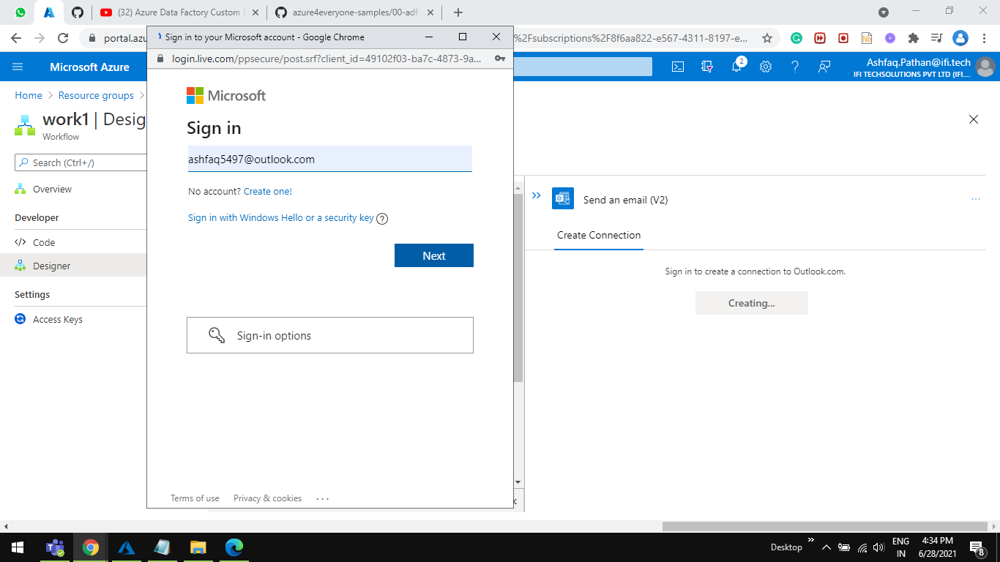 (32) Azure Data Factory Custom
azure4everyone-samples/00-adf
Sign in to your Microsoft account - Google Chrome
portal.azu
%2Fsubscriptions%2F8f6aa822-e567-4311-8197-e...
login.live.com/ppsecure/post.srf?client_id=49102f03-ba7c-4873-9a...
Microsoft Azure
2
Ashfaq.Pathan@ifi.tech
IFI TECHSOLUTIONS PVT LTD (IFI....
Home > Resource groups >
work1 | Desig
Workflow
Search (Ctrl+/)
Overview
Developer
Code
Designer
Settings
Access Keys
Microsoft
Sign in
ashfaq5497@outlook.com
No account? Create one!
Sign in with Windows Hello or a security key
Next
Sign-in options
Terms of use Privacy & cookies ...
Send an email (V2)
...
Create Connection
Sign in to create a connection to Outlook.com.
Creating...
Desktop
ENG
IN
4:34 PM
6/28/2021
8